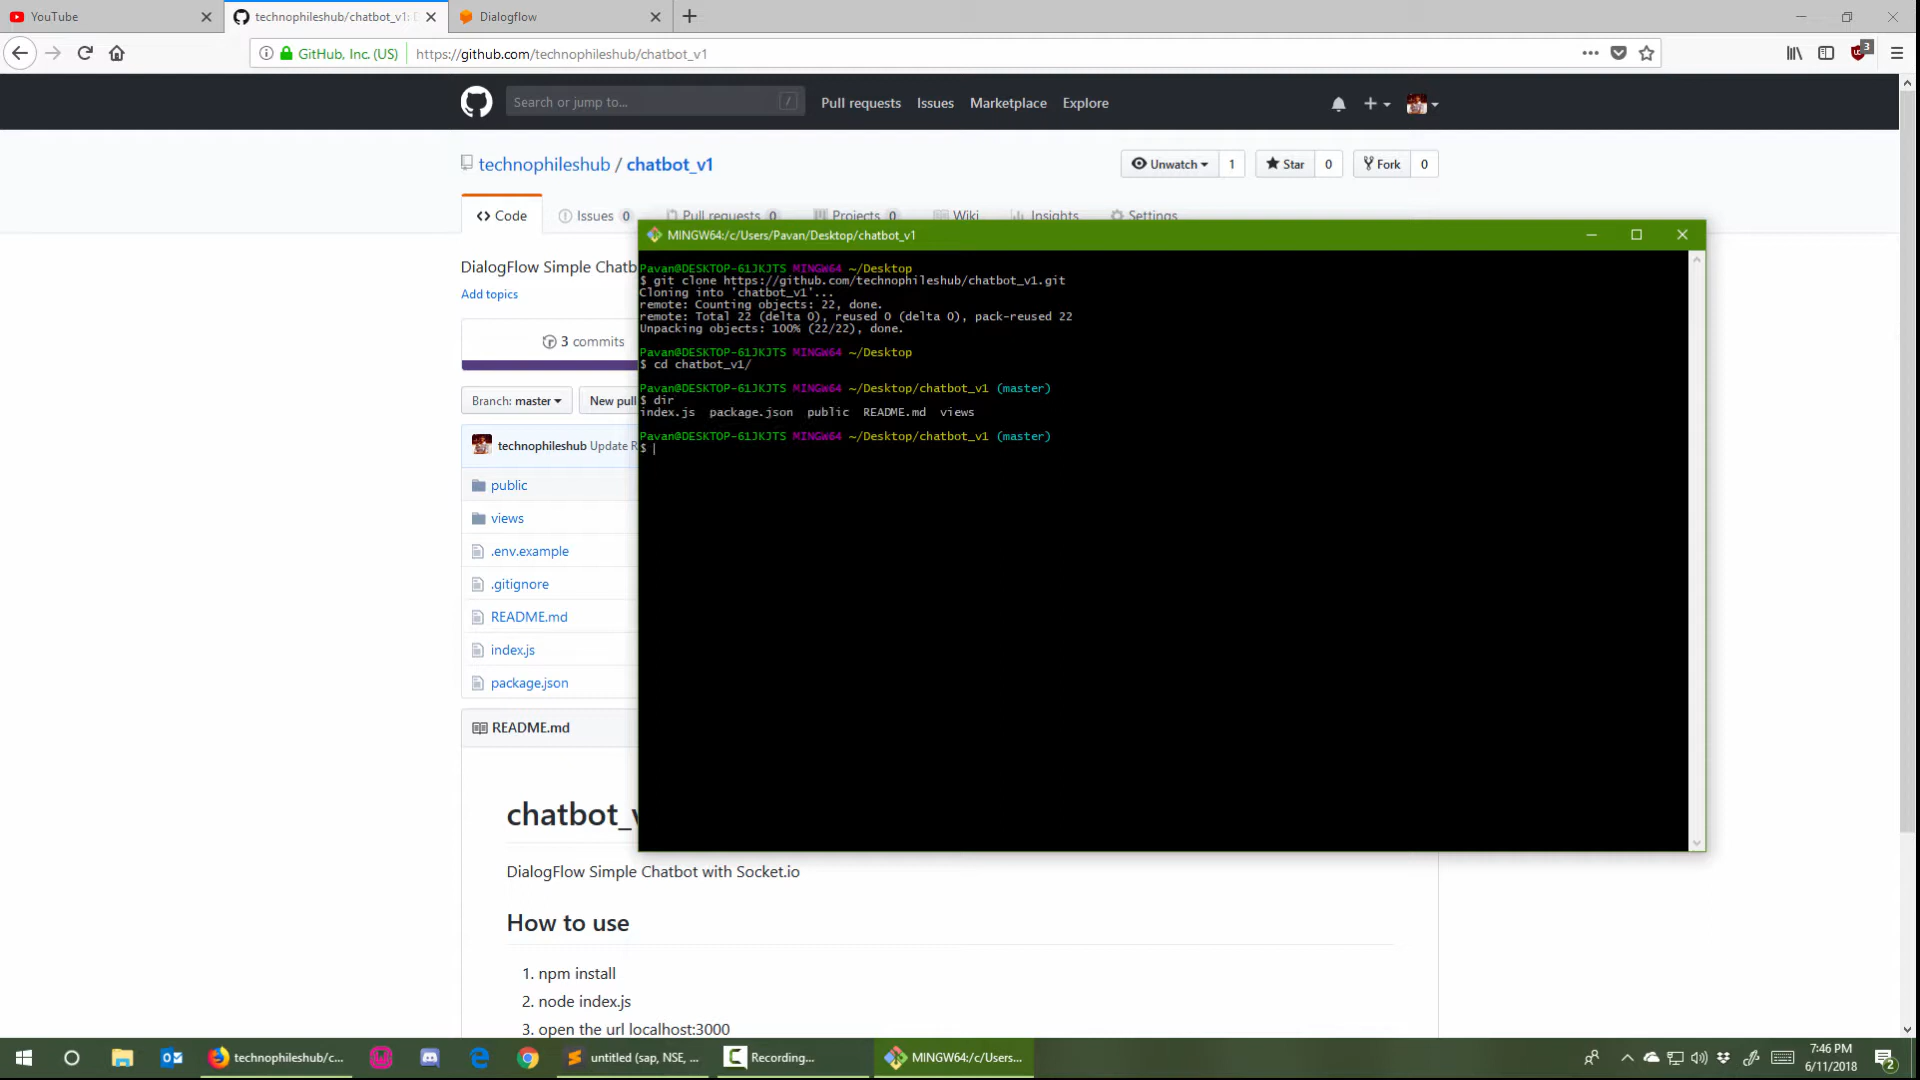 YouTube
technophileshub/chatbot_v1:
Dialogflow
GitHub, Inc. (US)
https://github.com/technophileshub/chatbot_v1
3
Search or jump to...
/
Pull requests
Issues
Marketplace
Explore
technophileshub / chatbot_v1
Unwatch
1
Star
0
Fork
0
Code
Issues 0
Pull requests 0
Projects 0
Wiki
Insights
Settings
DialogFlow Simple Chatb
Add topics
3 commits
Branch: master
New pull
technophileshub Update R
public
views
.env.example
.gitignore
README.md
index.js
package.json
README.md
chatbot_v
DialogFlow Simple Chatbot with Socket.io
How to use
1. npm install
2. node index.js
3. open the url localhost:3000
MINGW64:/c/Users/Pavan/Desktop/chatbot_v1
Pavan@DESKTOP-61JKJTS MINGW64 ~/Desktop
$ git clone https://github.com/technophileshub/chatbot_v1.git
Cloning into 'chatbot_v1'...
remote: Counting objects: 22, done.
remote: Total 22 (delta 0), reused 0 (delta 0), pack-reused 22
Unpacking objects: 100% (22/22), done.
Pavan@DESKTOP-61JKJTS MINGW64 ~/Desktop
$ cd chatbot_v1/
Pavan@DESKTOP-61JKJTS MINGW64 ~/Desktop/chatbot_v1 (master)
$ dir
index.js  package.json  public  README.md  views
Pavan@DESKTOP-61JKJTS MINGW64 ~/Desktop/chatbot_v1 (master)
$
technophileshub/c...
untitled (sap, NSE, ...
Recording...
MINGW64:/c/Users...
7:46 PM
6/11/2018
2